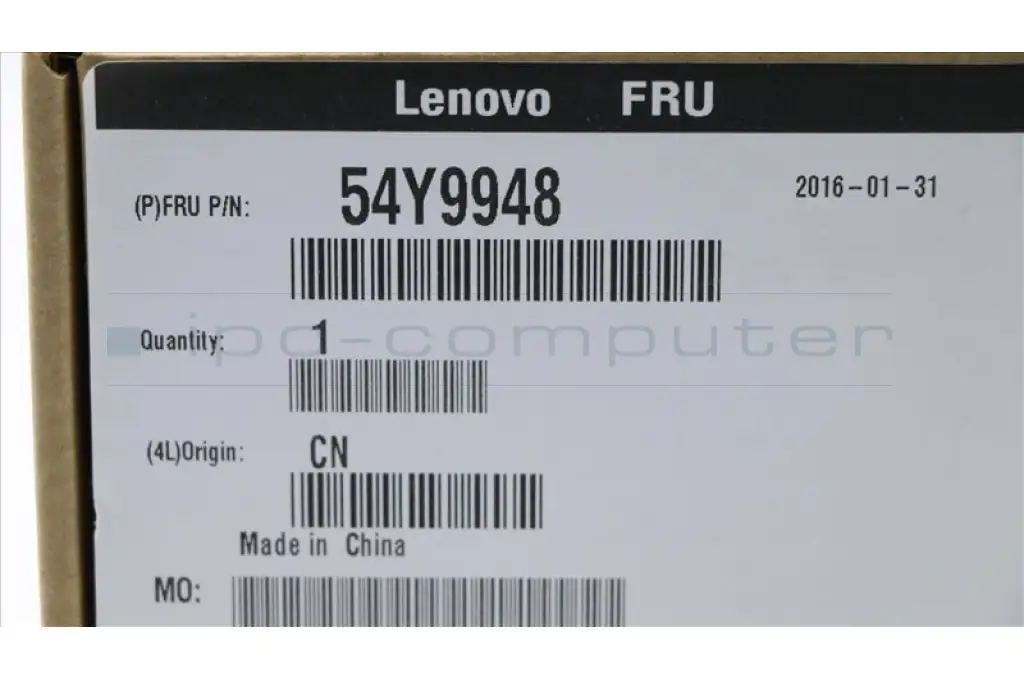 Lenovo FRU
(P)FRU P/N: 54Y9948 2016-01-31
ipc-computer
Quantity: 1
(4L)Origin: CN
Made in China
MO: